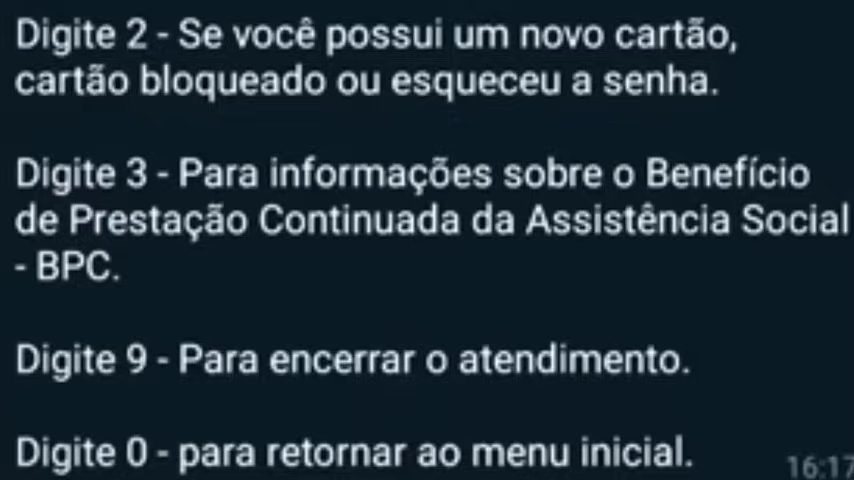 Digite 2 - Se você possui um novo cartão,
cartão bloqueado ou esqueceu a senha.
Digite 3 - Para informações sobre o Benefício
de Prestação Continuada da Assistência Social
- BPC.
Digite 9 - Para encerrar o atendimento.
Digite 0 - para retornar ao menu inicial.
16:17